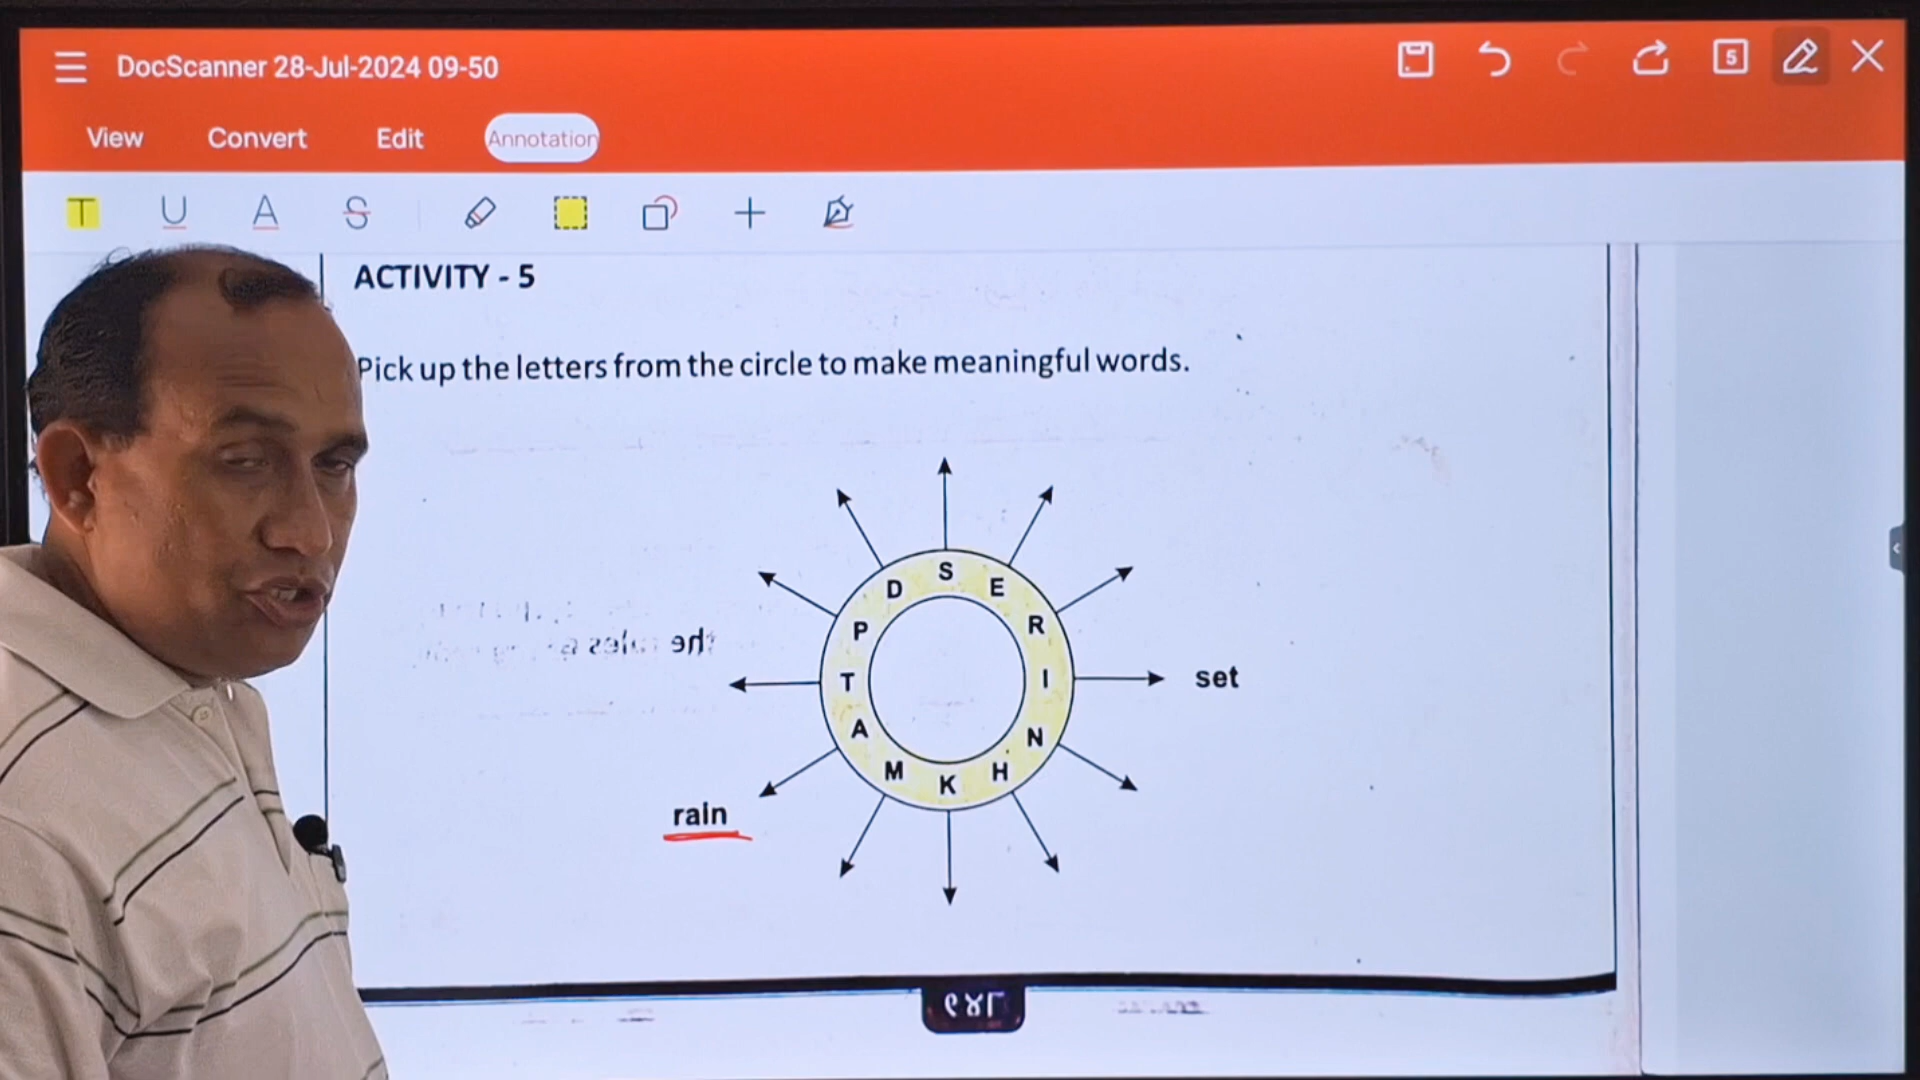 DocScanner 28-Jul-2024 09-50
5
View Convert Edit Annotation
T U A S
ACTIVITY - 5
Pick up the letters from the circle to make meaningful words.
S
D E
P R
T I set
A N
M H
K
rain